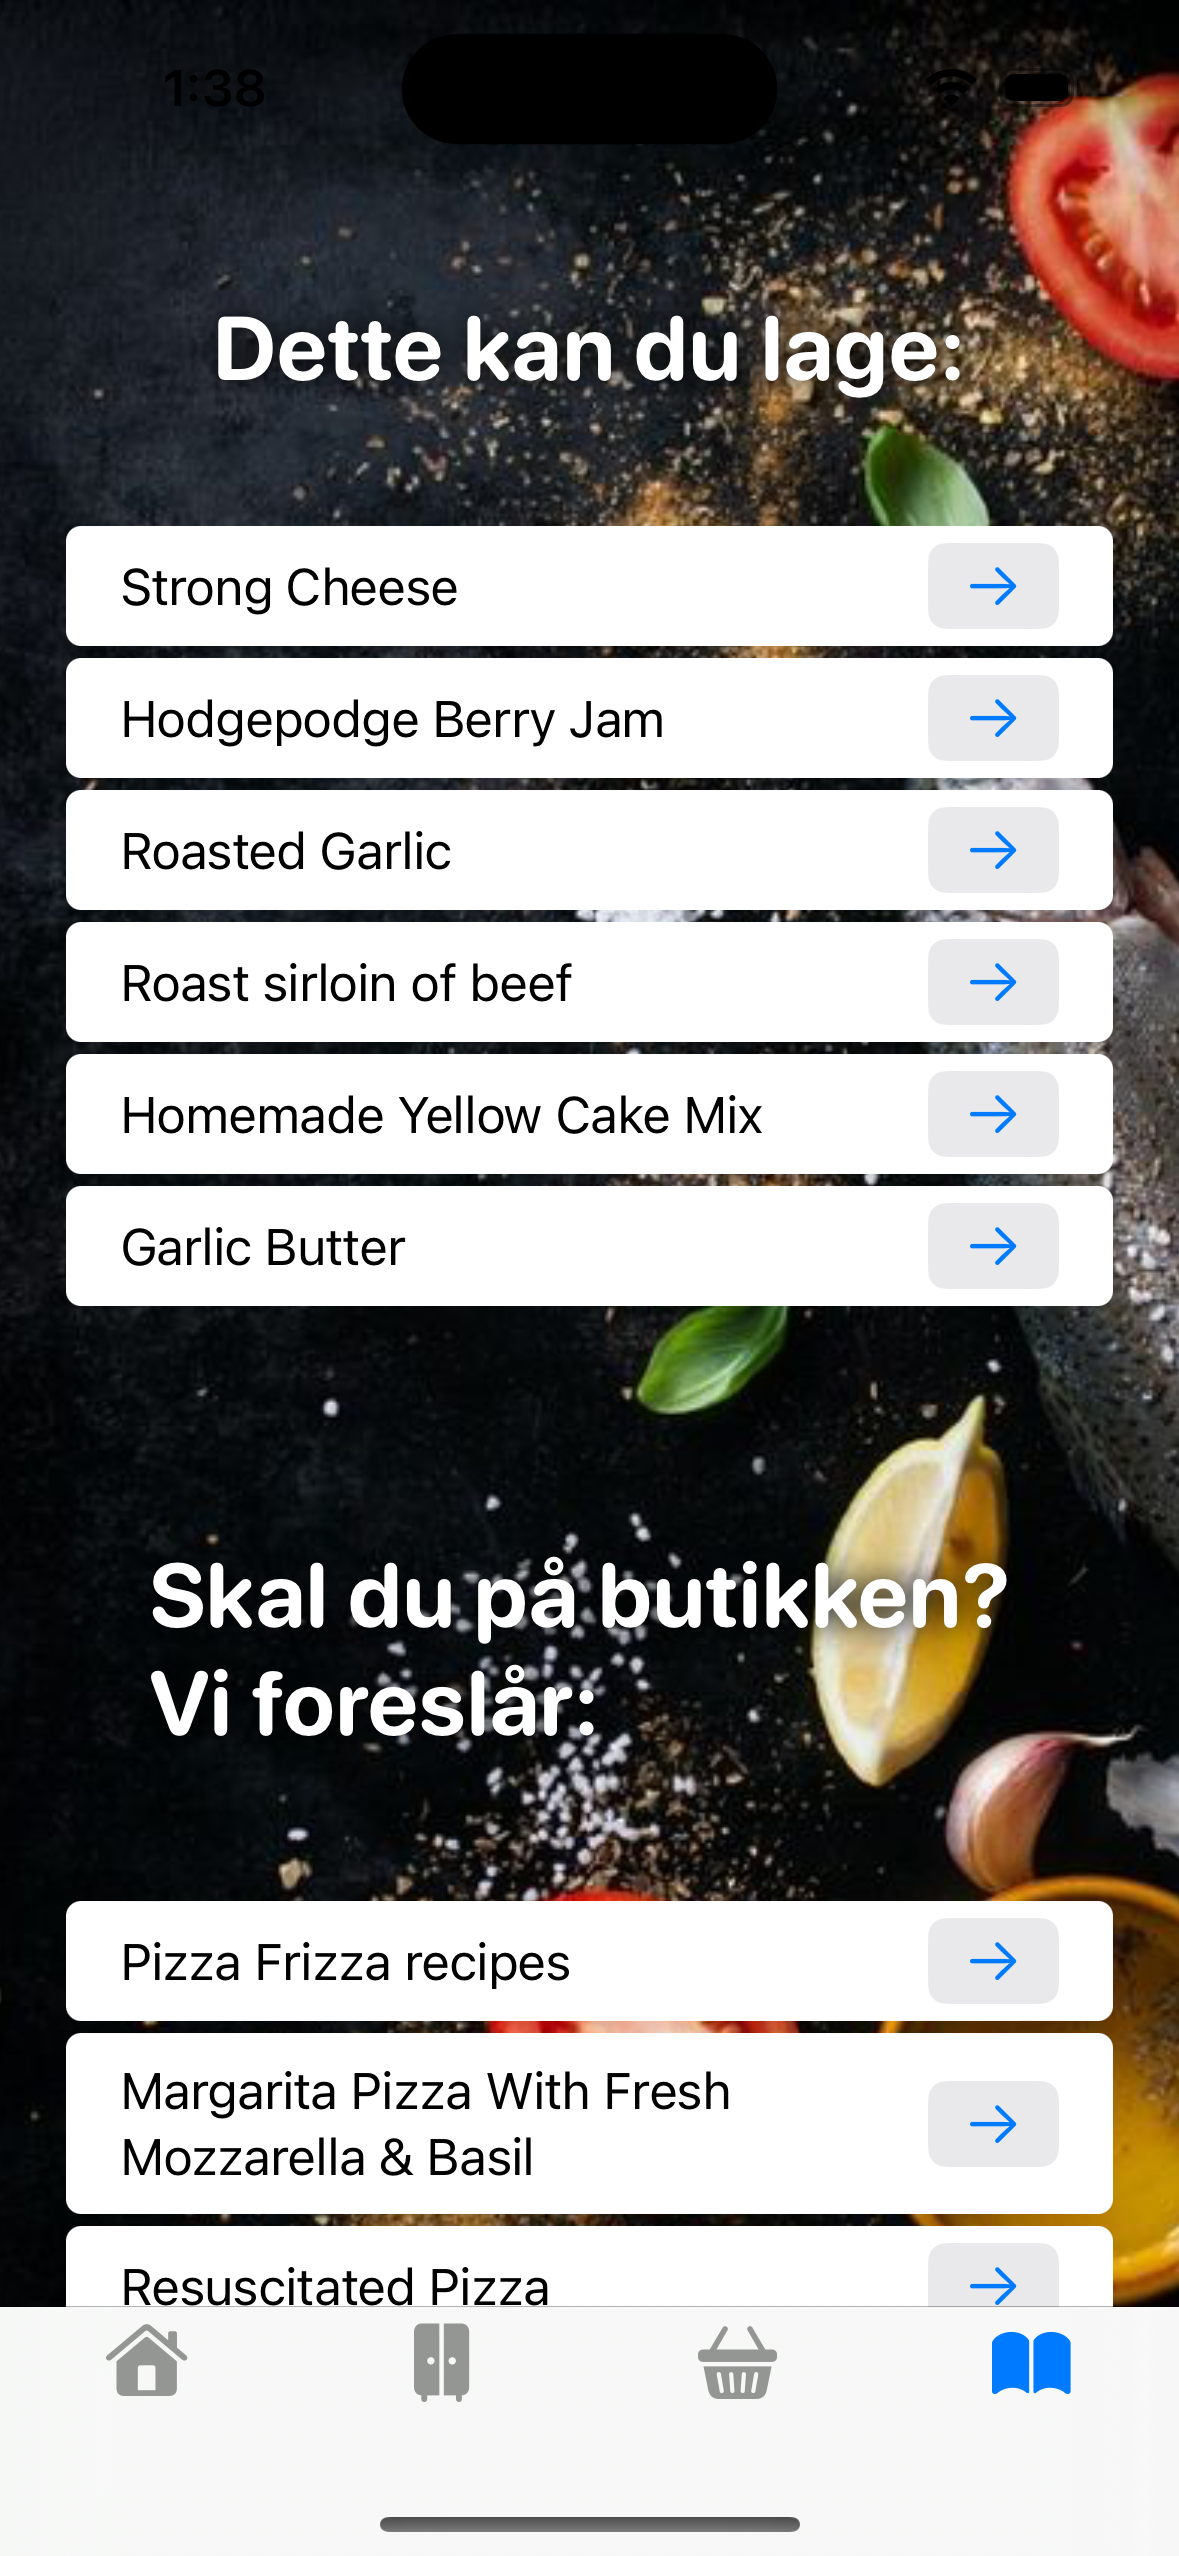 1:38
Dette kan du lage:
Strong Cheese
Hodgepodge Berry Jam
Roasted Garlic
Roast sirloin of beef
Homemade Yellow Cake Mix
Garlic Butter
Skal du på butikken?
Vi foreslår:
Pizza Frizza recipes
Margarita Pizza With Fresh
Mozzarella & Basil
Resuscitated Pizza